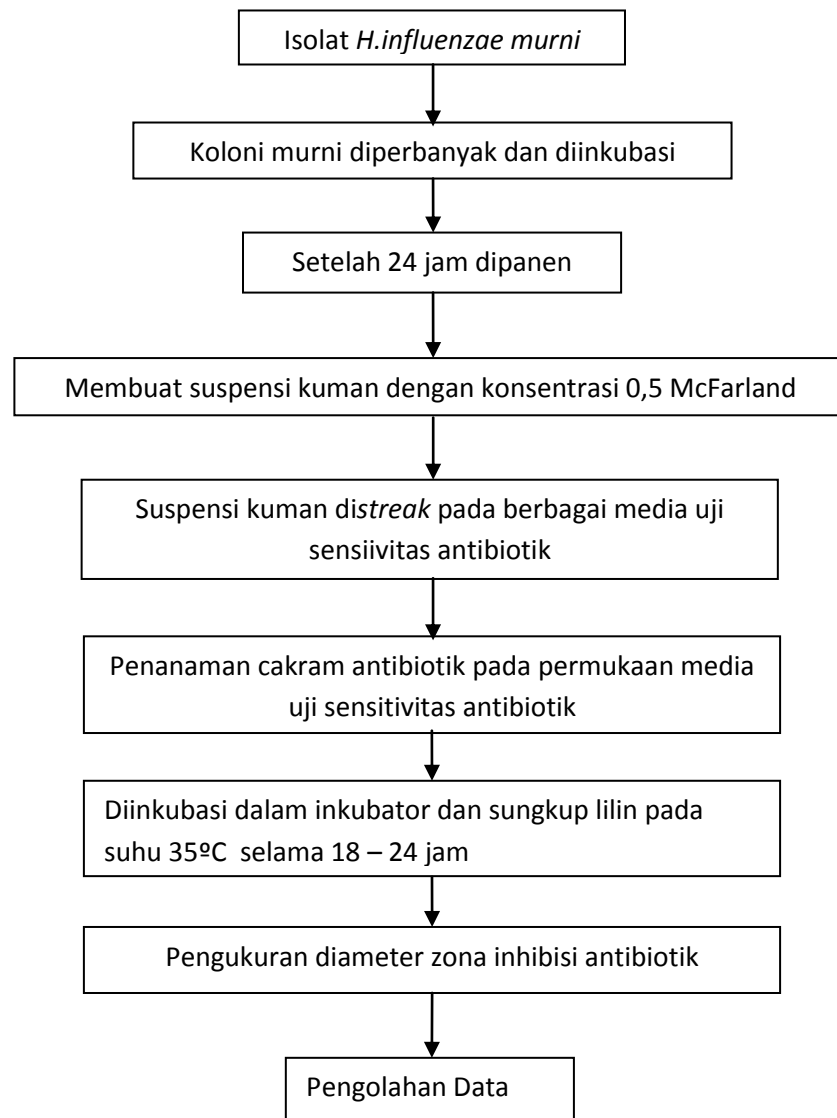 Isolat H.influenzae murni
Koloni murni diperbanyak dan diinkubasi
Setelah 24 jam dipanen
Membuat suspensi kuman dengan konsentrasi 0,5 McFarland
Suspensi kuman distreak pada berbagai media uji
sensiivitas antibiotik
Penanaman cakram antibiotik pada permukaan media
uji sensitivitas antibiotik
Diinkubasi dalam inkubator dan sungkup lilin pada
suhu 35ºC selama 18 – 24 jam
Pengukuran diameter zona inhibisi antibiotik
Pengolahan Data